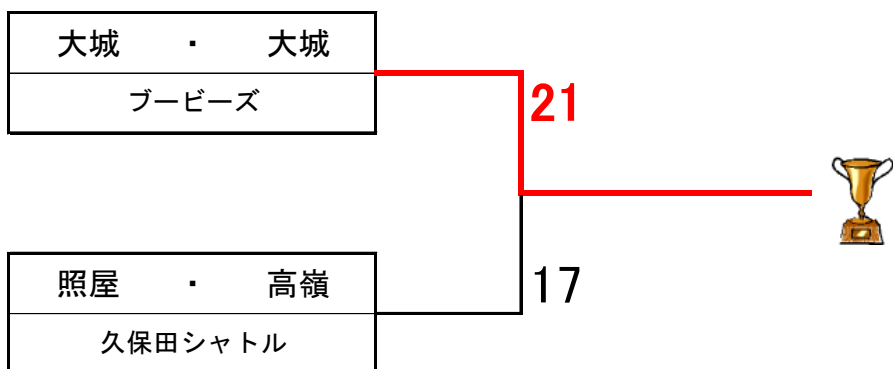 大城 ・ 大城
ブービーズ
21
照屋 ・ 高嶺
17
久保田シャトル